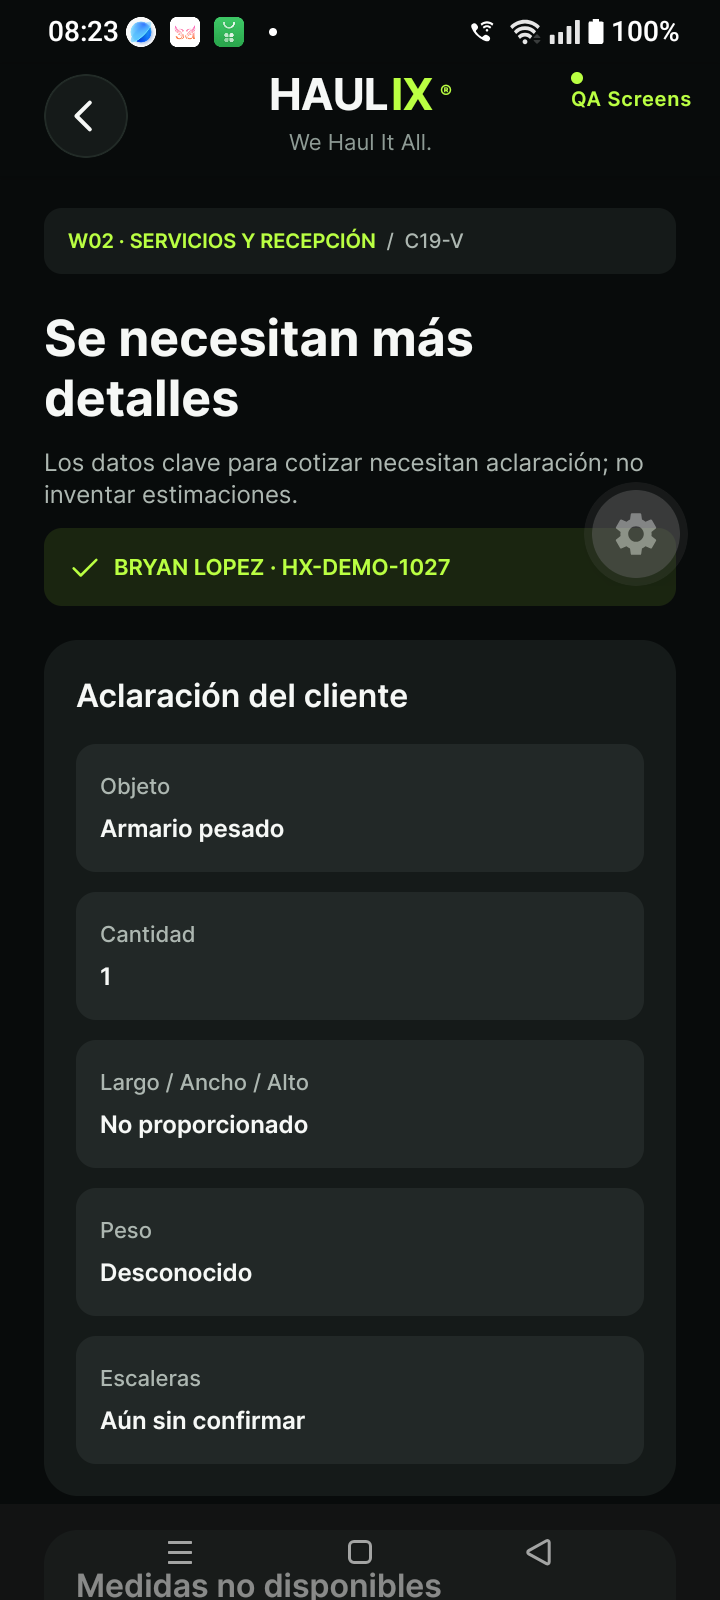 08:23
100%
HAULIX ®
QA Screens
We Haul It All.
W02 · SERVICIOS Y RECEPCIÓN / C19-V
Se necesitan más
detalles
Los datos clave para cotizar necesitan aclaración; no
inventar estimaciones.
BRYAN LOPEZ · HX-DEMO-1027
Aclaración del cliente
Objeto
Armario pesado
Cantidad
1
Largo / Ancho / Alto
No proporcionado
Peso
Desconocido
Escaleras
Aún sin confirmar
Medidas no disponibles